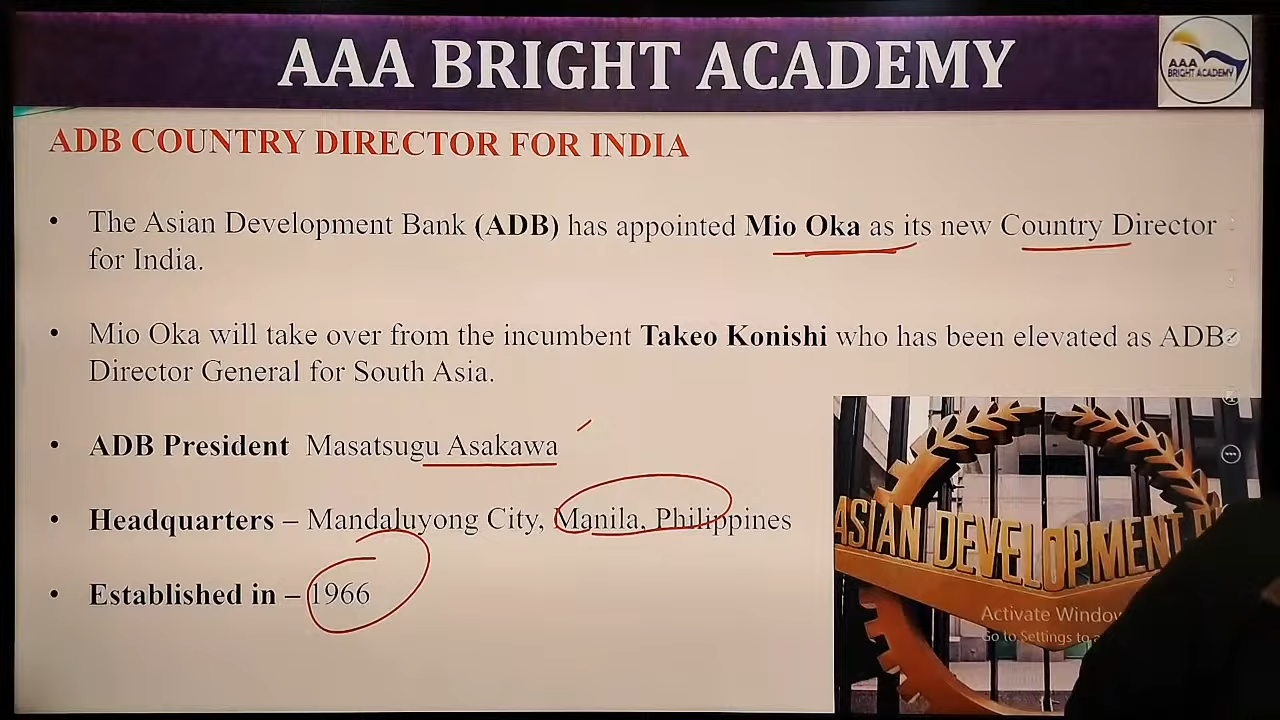 AAA BRIGHT ACADEMY
AAA
BRIGHT ACADEMY
ADB COUNTRY DIRECTOR FOR INDIA
• The Asian Development Bank (ADB) has appointed Mio Oka as its new Country Director
for India.
• Mio Oka will take over from the incumbent Takeo Konishi who has been elevated as ADB
Director General for South Asia.
• ADB President Masatsugu Asakawa
• Headquarters – Mandaluyong City, Manila, Philippines
• Established in – 1966
ASIAN DEVELOPMENT
Activate Window
Go to Settings to a